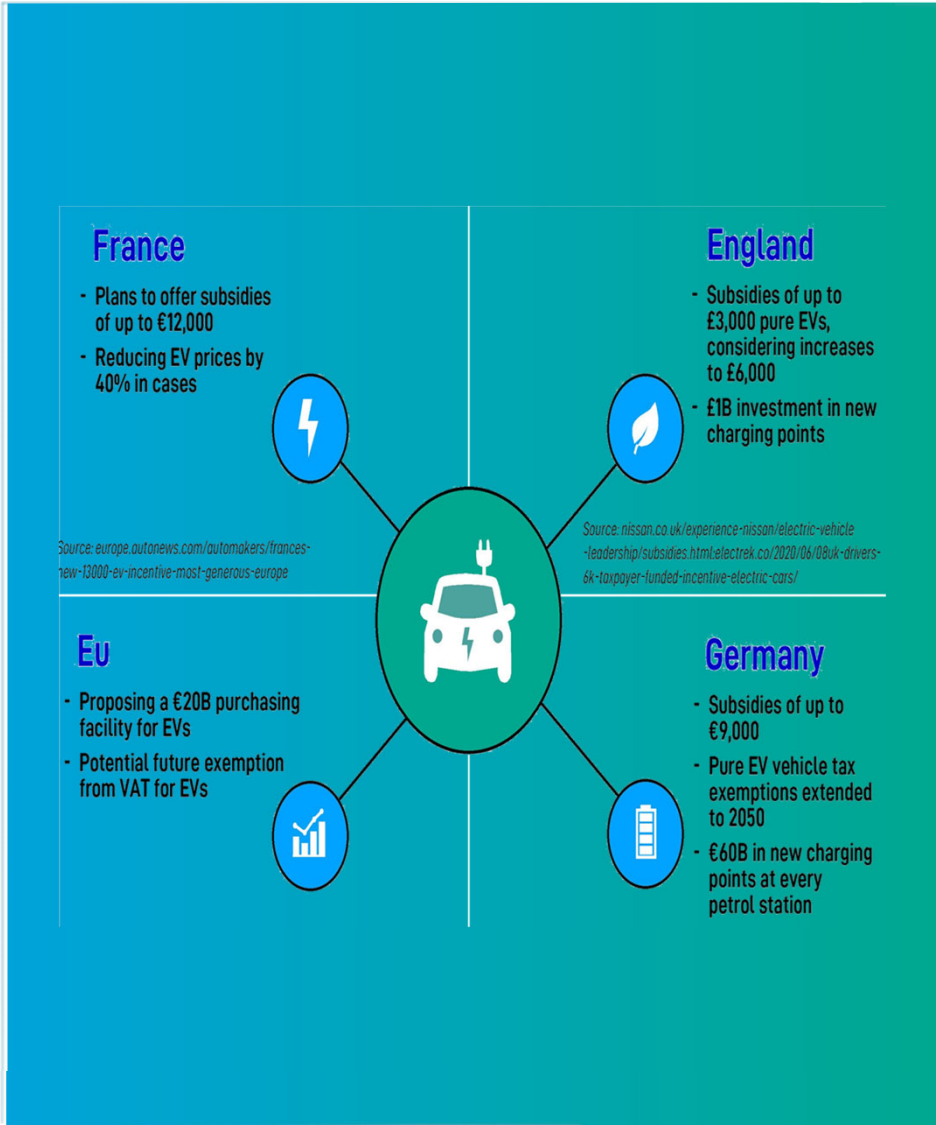 France
- Plans to offer subsidies
of up to €12,000
- Reducing EV prices by
40% in cases
Source: europe.autonews.com/automakers/frances-
new-13000-ev-incentive-most-generous-europe
England
- Subsidies of up to
£3,000 pure EVs,
considering increases
to £6,000
- £1B investment in new
charging points
Source: nissan.co.uk/experience-nissan/electric-vehicle
-leadership/subsidies.html:electrek.co/2020/06/08uk-drivers-
6k-taxpayer-funded-incentive-electric-cars/
Eu
- Proposing a €20B purchasing
facility for EVs
- Potential future exemption
from VAT for EVs
Germany
- Subsidies of up to
€9,000
- Pure EV vehicle tax
exemptions extended
to 2050
- €60B in new charging
points at every
petrol station